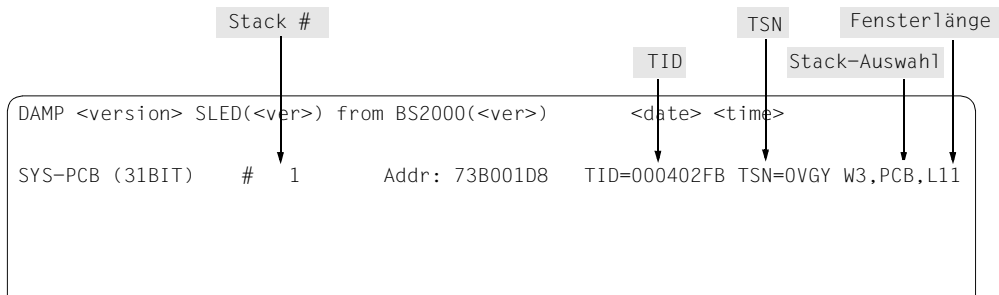 Stack #
TSN
Fensterlänge
TID
Stack-Auswahl
DAMP <version> SLED(<ver>) from BS2000(<ver>) <date> <time>
SYS-PCB (31BIT) # 1 Addr: 73B001D8 TID=000402FB TSN=0VGY W3,PCB,L11